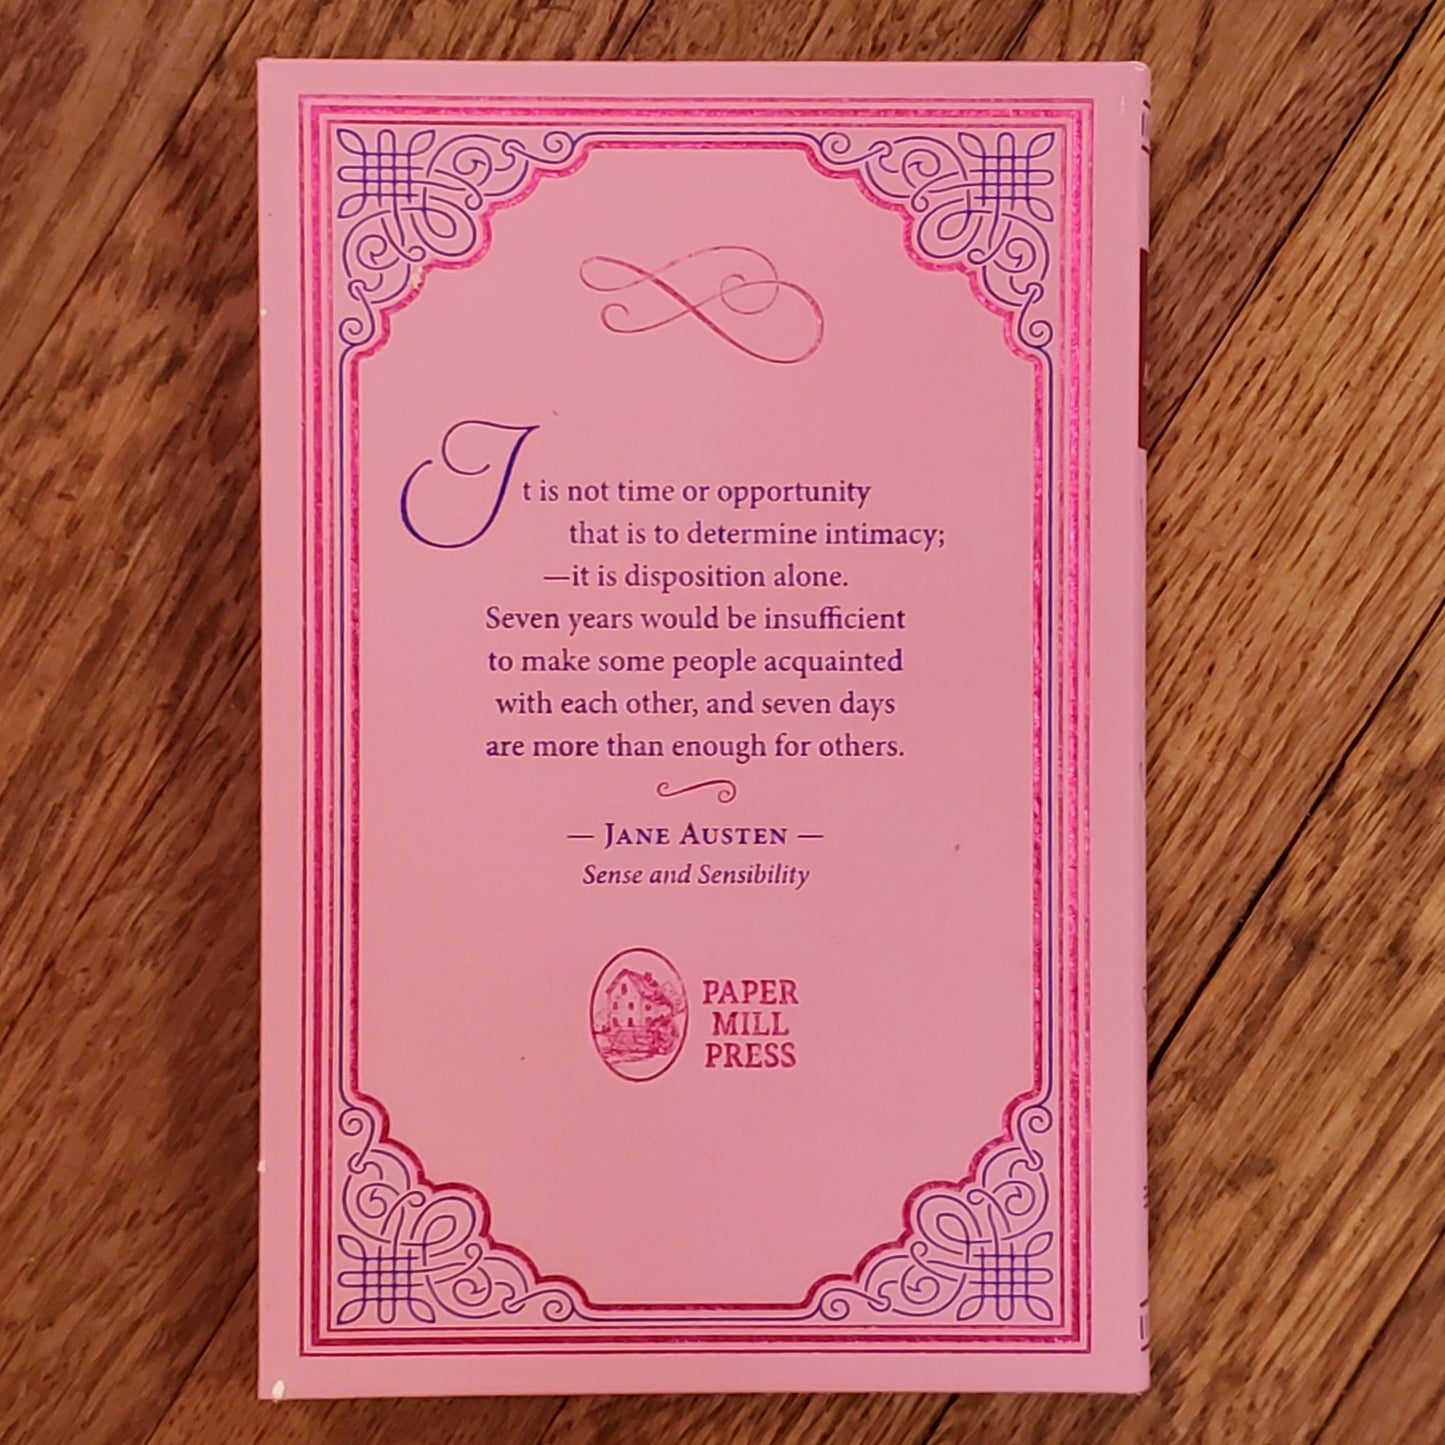 It is not time or opportunity
that is to determine intimacy;
—it is disposition alone.
Seven years would be insufficient
to make some people acquainted
with each other, and seven days
are more than enough for others.
— Jane Austen —
Sense and Sensibility
PAPER
MILL
PRESS